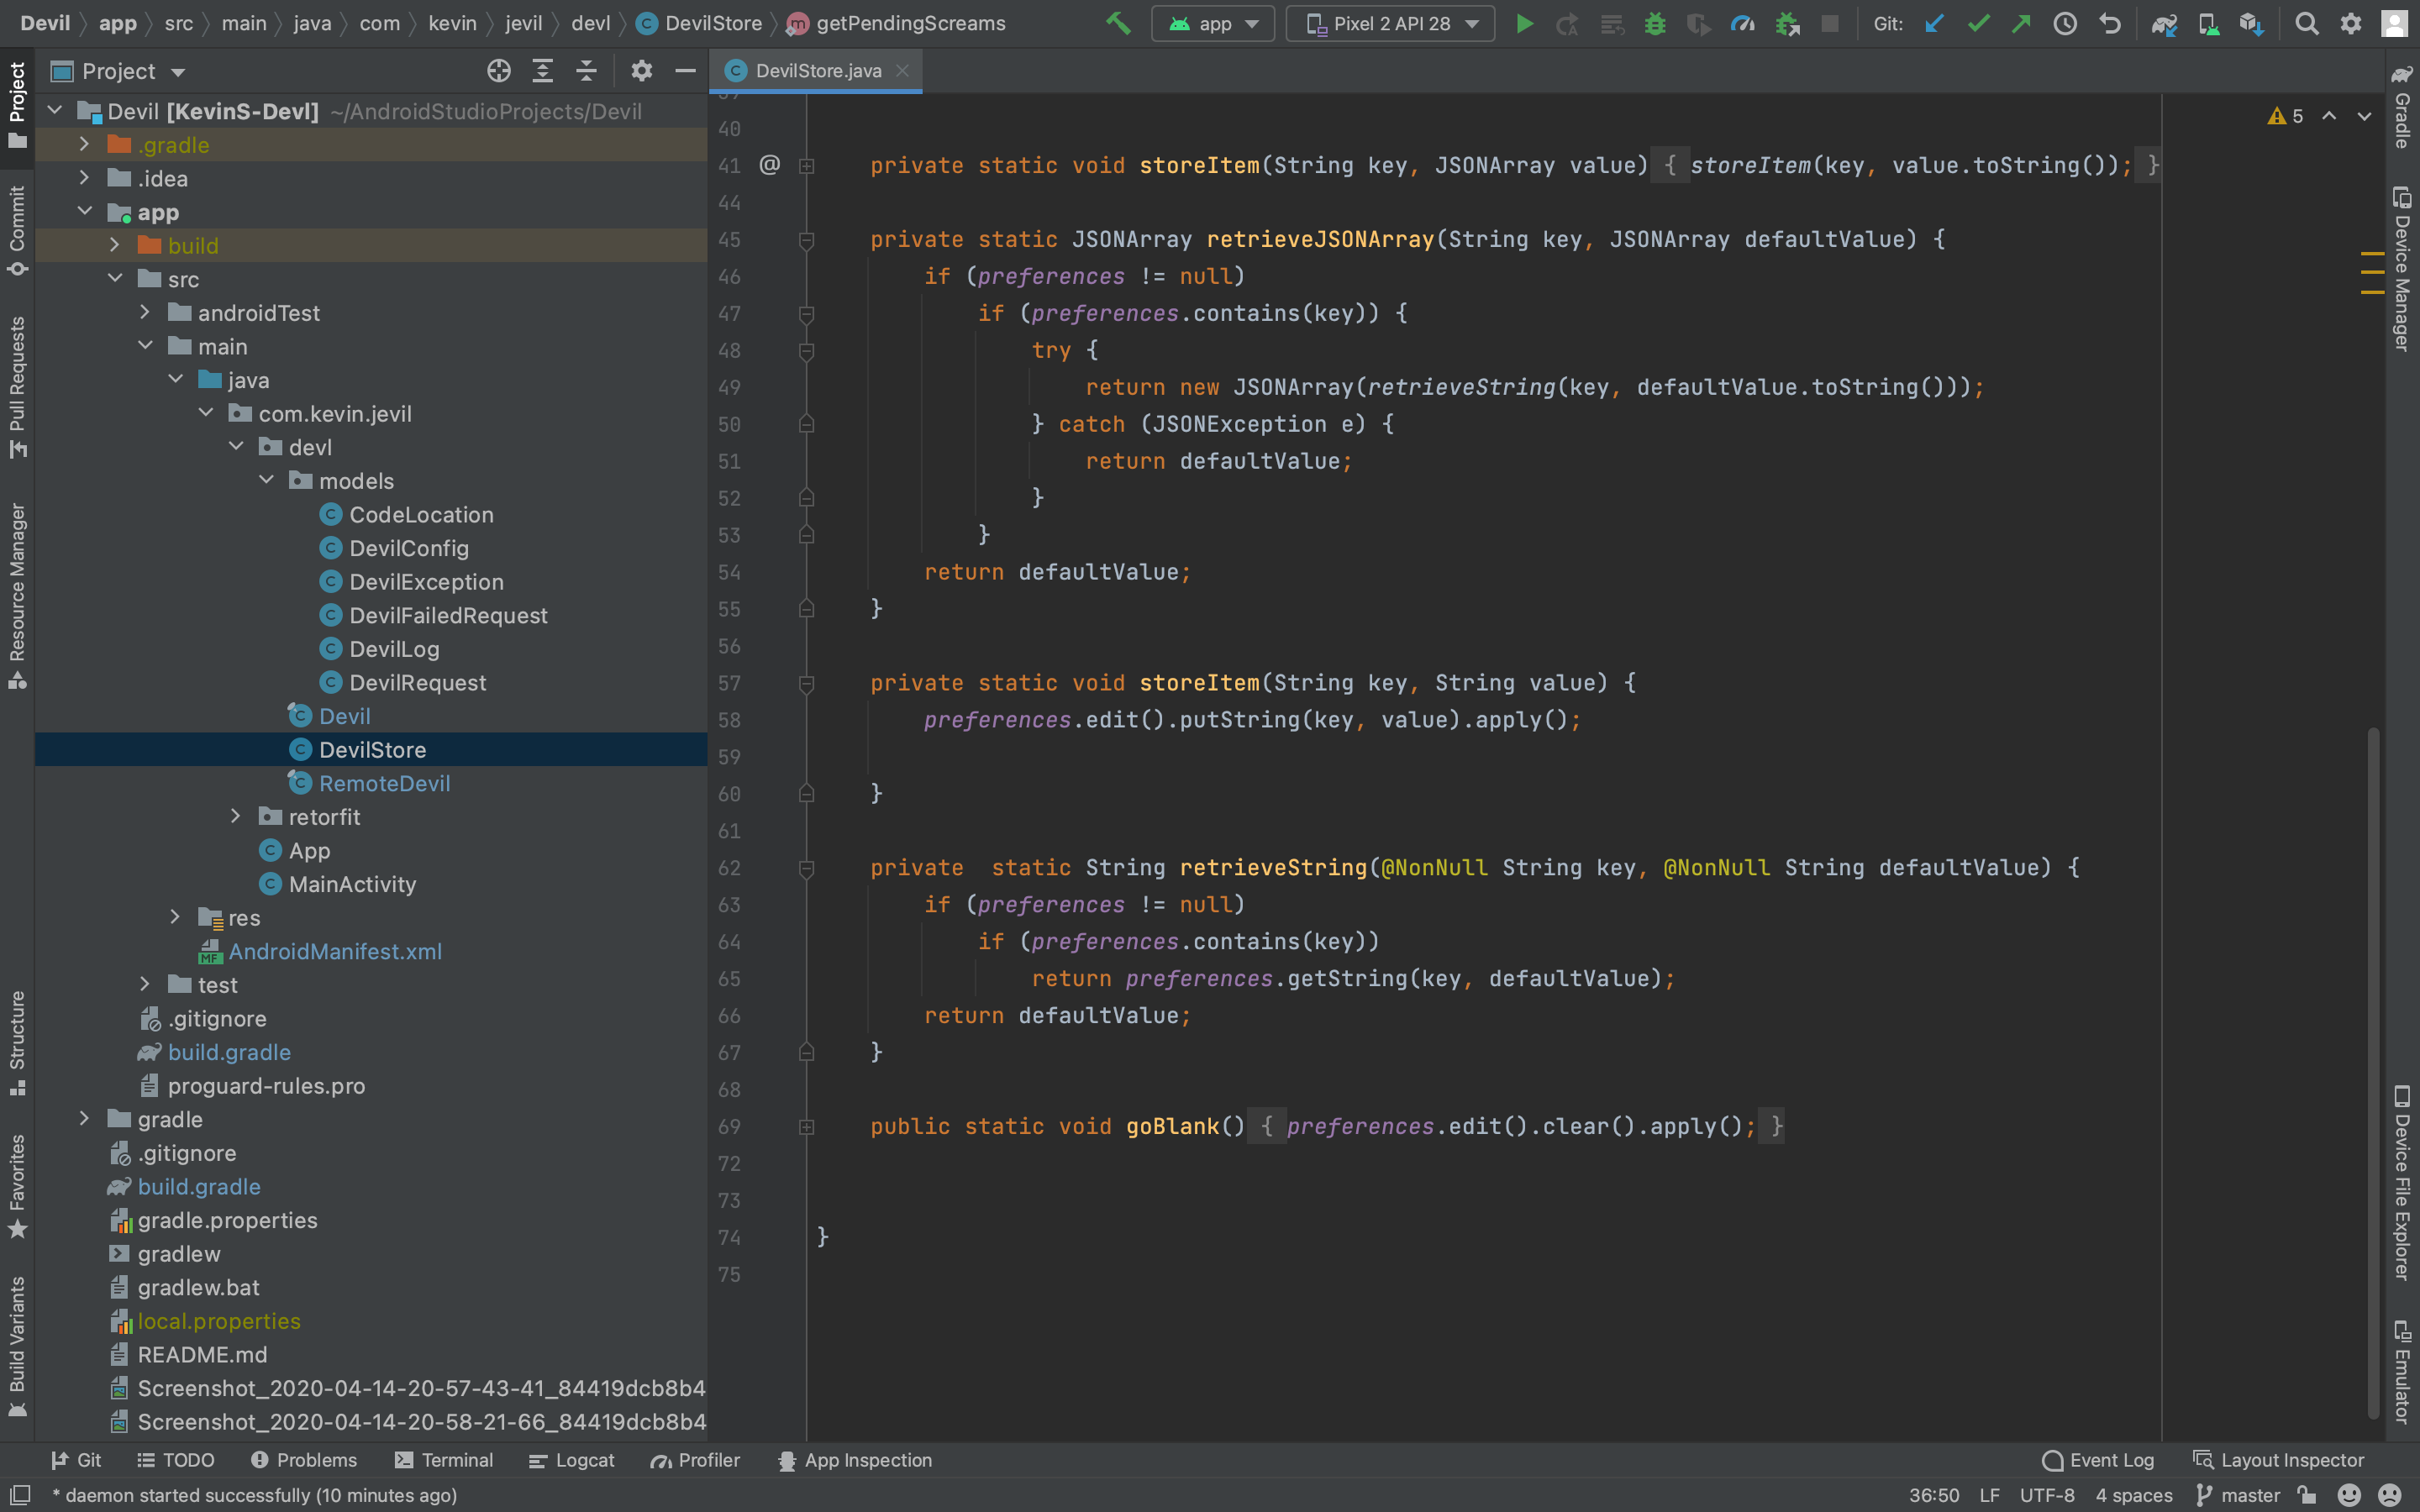 Devil app src main java com kevin jevil devl DevilStore getPendingScreams app Pixel 2 API 28 Git:
Project
DevilStore.java
Devil [KevinS-Devl] ~/AndroidStudioProjects/Devil
.gradle
.idea
app
build
src
androidTest
main
java
com.kevin.jevil
devl
models
CodeLocation
DevilConfig
DevilException
DevilFailedRequest
DevilLog
DevilRequest
Devil
DevilStore
RemoteDevil
retorfit
App
MainActivity
res
MF AndroidManifest.xml
test
.gitignore
build.gradle
proguard-rules.pro
gradle
.gitignore
build.gradle
gradle.properties
gradlew
gradlew.bat
local.properties
README.md
Screenshot_2020-04-14-20-57-43-41_84419dcb8b4
Screenshot_2020-04-14-20-58-21-66_84419dcb8b4
Project
Commit
Pull Requests
Resource Manager
Structure
Favorites
Build Variants
5
40
41 @ private static void storeItem(String key, JSONArray value) { storeItem(key, value.toString()); }
44
45 private static JSONArray retrieveJSONArray(String key, JSONArray defaultValue) {
46 if (preferences != null)
47 if (preferences.contains(key)) {
48 try {
49 return new JSONArray(retrieveString(key, defaultValue.toString()));
50 } catch (JSONException e) {
51 return defaultValue;
52 }
53 }
54 return defaultValue;
55 }
56
57 private static void storeItem(String key, String value) {
58 preferences.edit().putString(key, value).apply();
59
60 }
61
62 private  static String retrieveString(@NonNull String key, @NonNull String defaultValue) {
63 if (preferences != null)
64 if (preferences.contains(key))
65 return preferences.getString(key, defaultValue);
66 return defaultValue;
67 }
68
69 public static void goBlank() { preferences.edit().clear().apply(); }
72
73
74 }
75
Gradle
Device Manager
Device File Explorer
Emulator
Git TODO Problems Terminal Logcat Profiler App Inspection Event Log Layout Inspector
* daemon started successfully (10 minutes ago) 36:50 LF UTF-8 4 spaces master